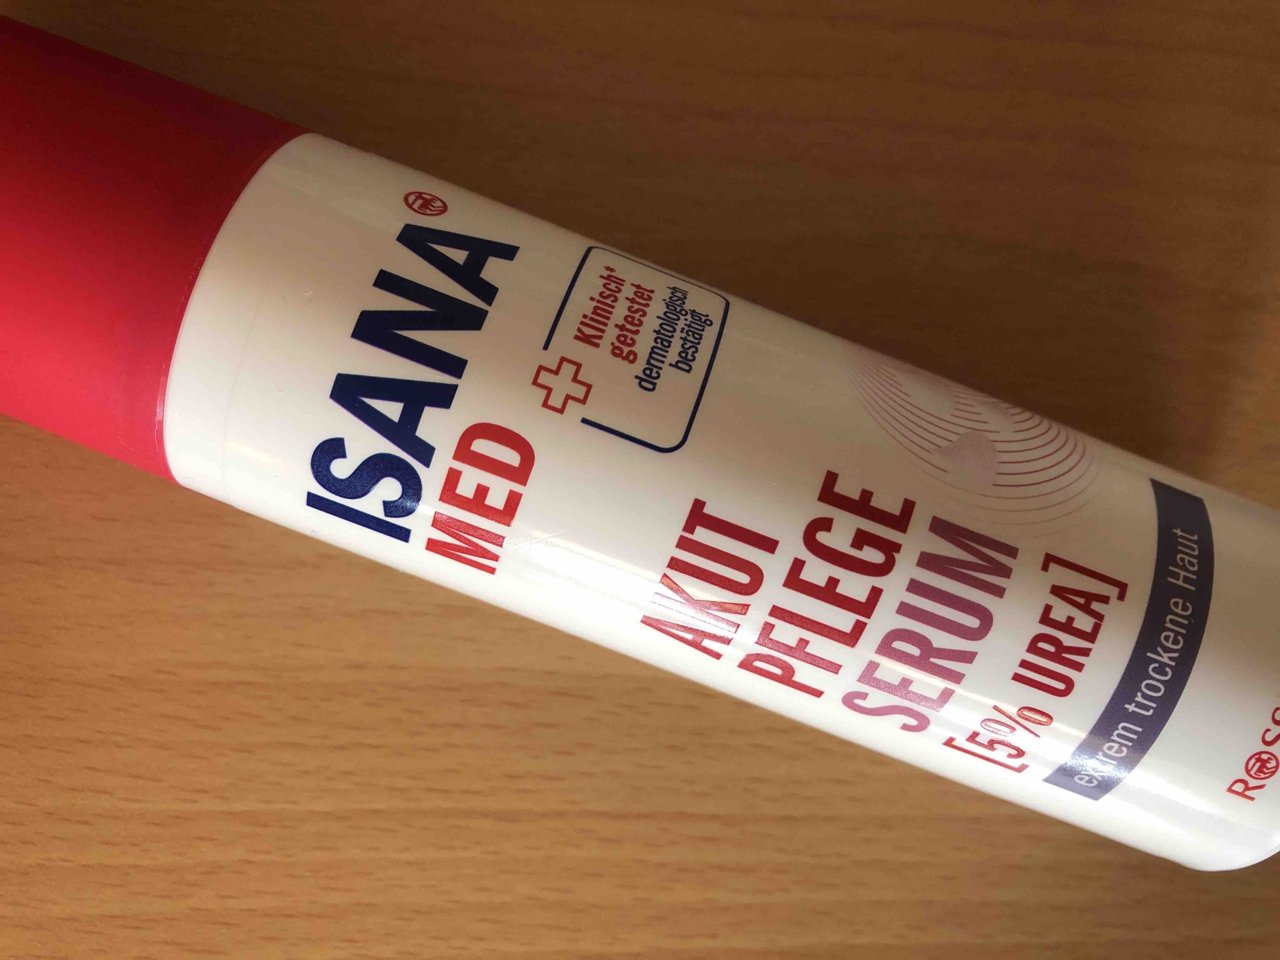 ISANA
MED
Klinisch*
getestet
dermatologisch
bestätigt
AKUT
PFLEGE
SERUM
[5% UREA]
extrem trockene Haut